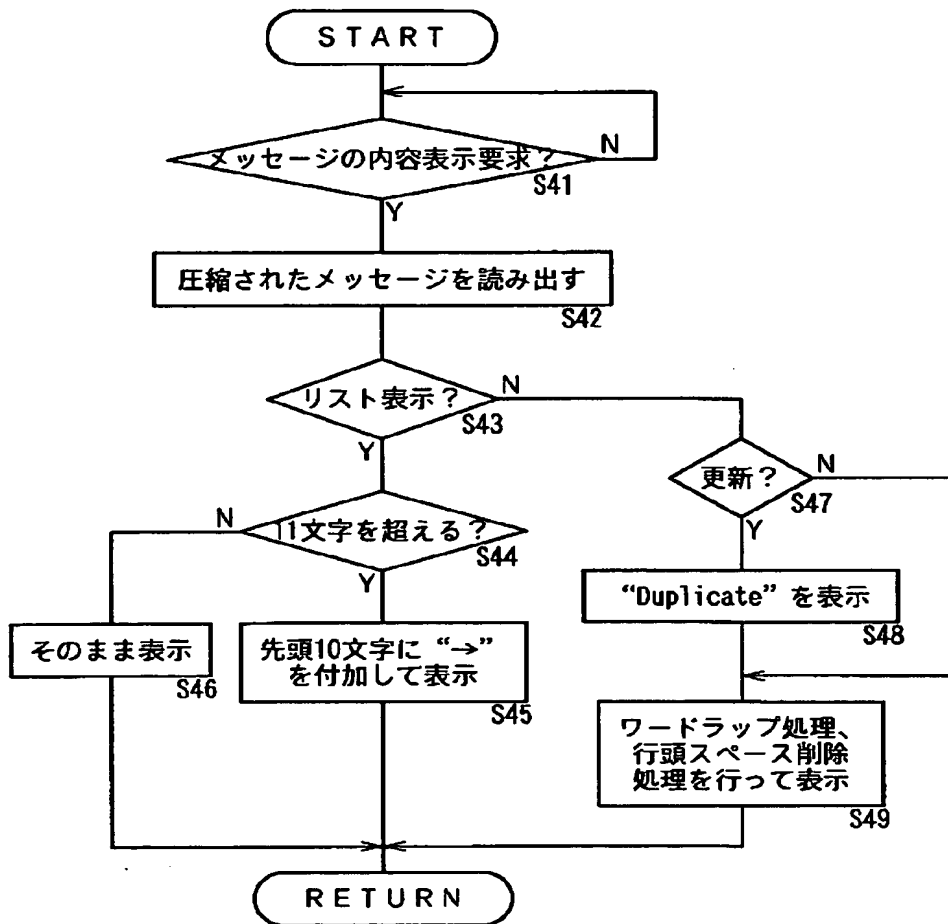 START
N
メッセージの内容表示要求?
S41
Y
圧縮されたメッセージを読み出す
S42
N
リスト表示?
S43
Y
更新?
N
S47
Y
N
11文字を超える?
S44
Y
“Duplicate”を表示
S48
そのまま表示
S46
先頭10文字に“→”
を付加して表示
S45
ワードラップ処理、
行頭スペース削除
処理を行って表示
S49
RETURN